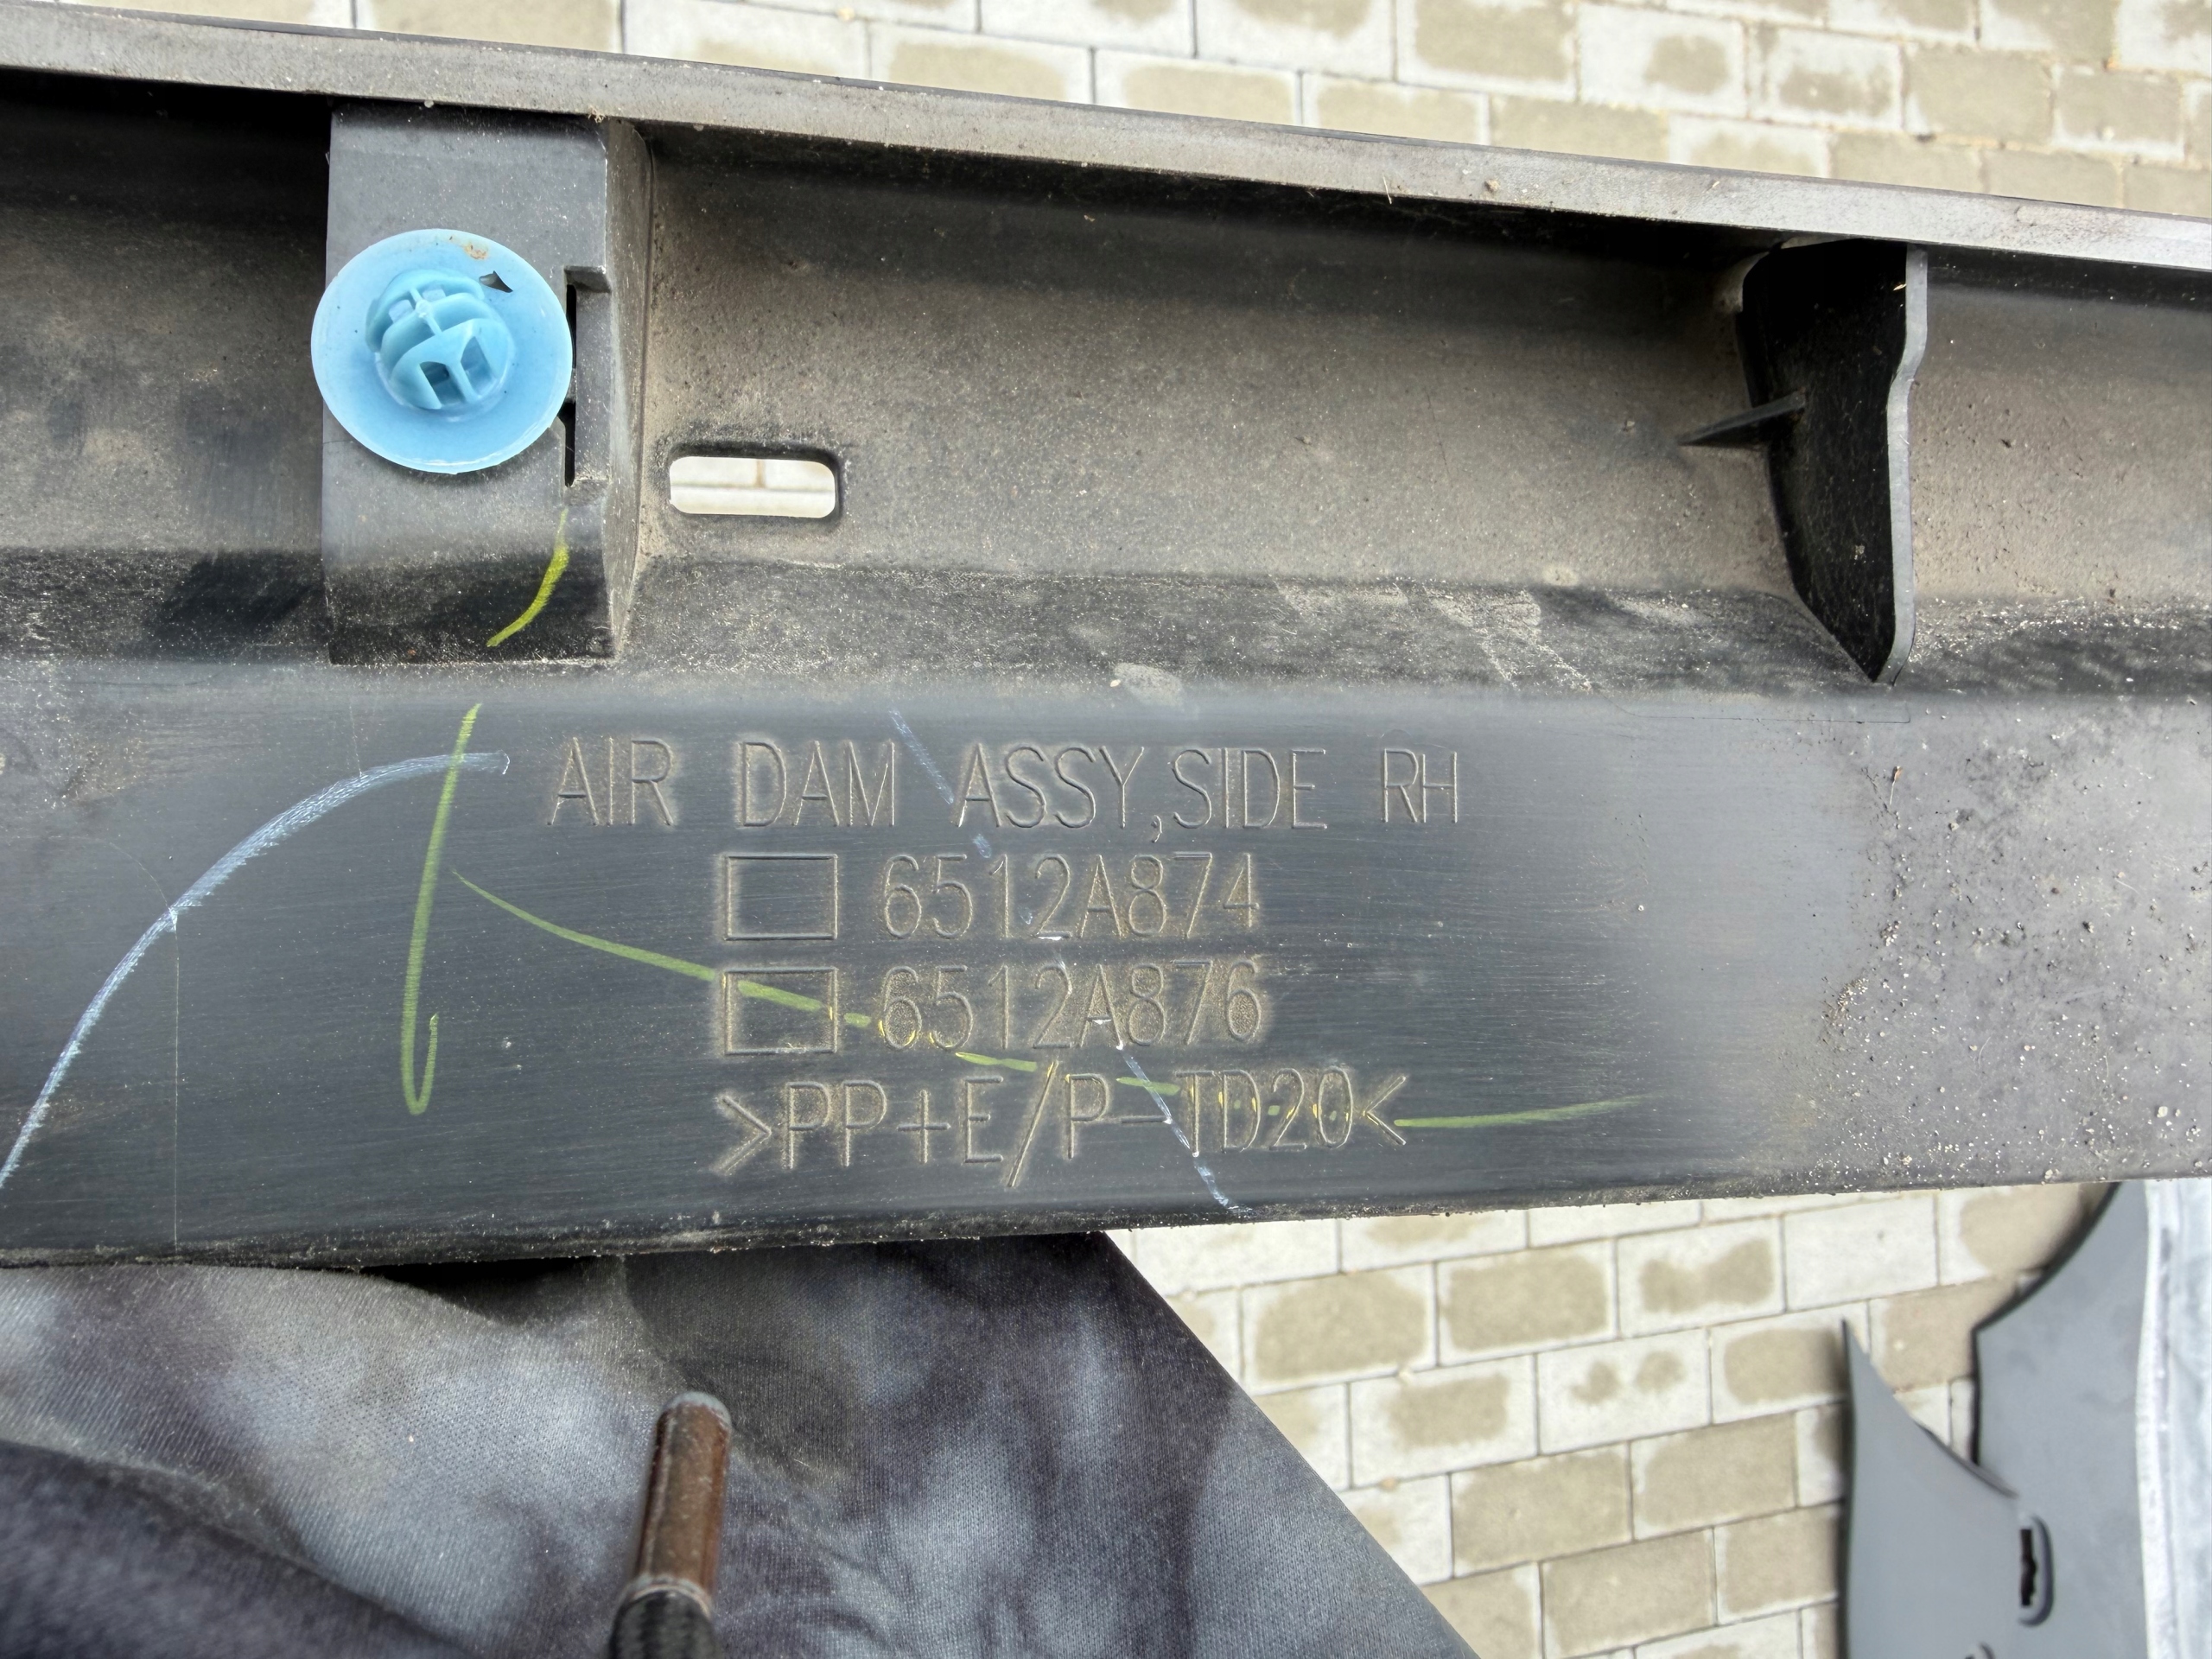 AIR DAM ASSY,SIDE RH
6512A874
6512A876
>PP+E/P-TD20<